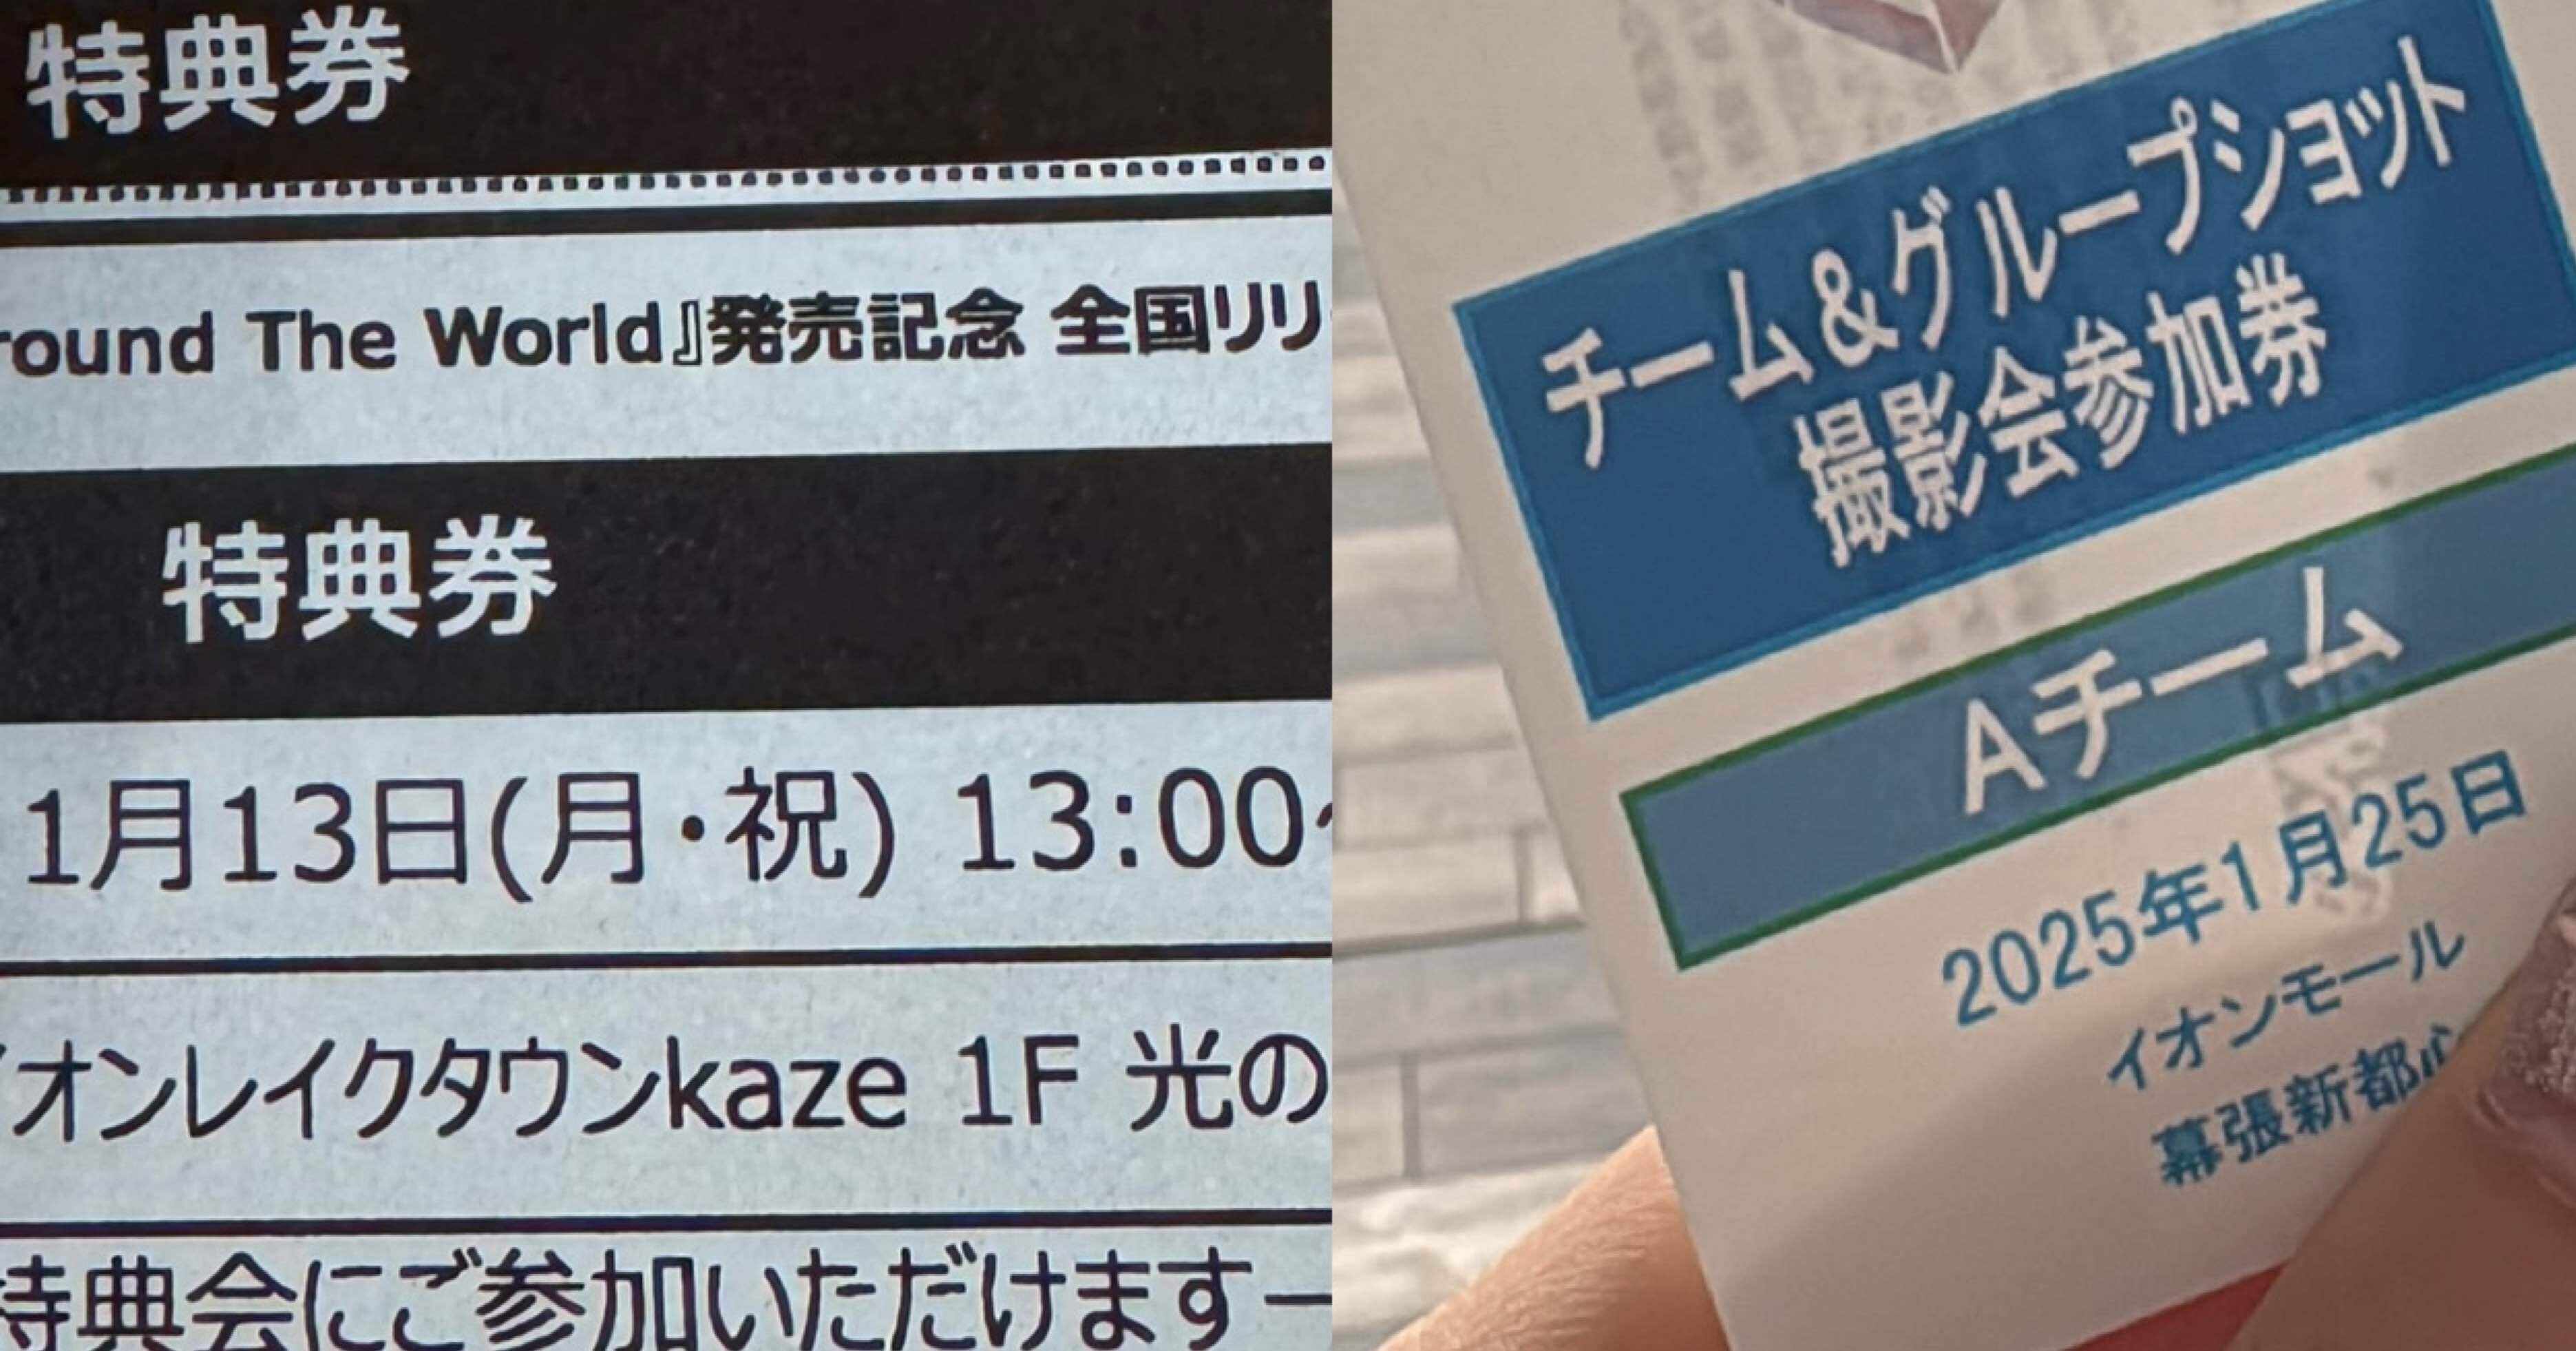 特典券
round The World』発売記念 全国リリ
特典券
1月13日(月・祝) 13:00~
イオンレイクタウンkaze 1F 光の
特典会にご参加いただけますー
チーム&グループショット
撮影会参加券
Aチーム
2025年1月25日
イオンモール
幕張新都心